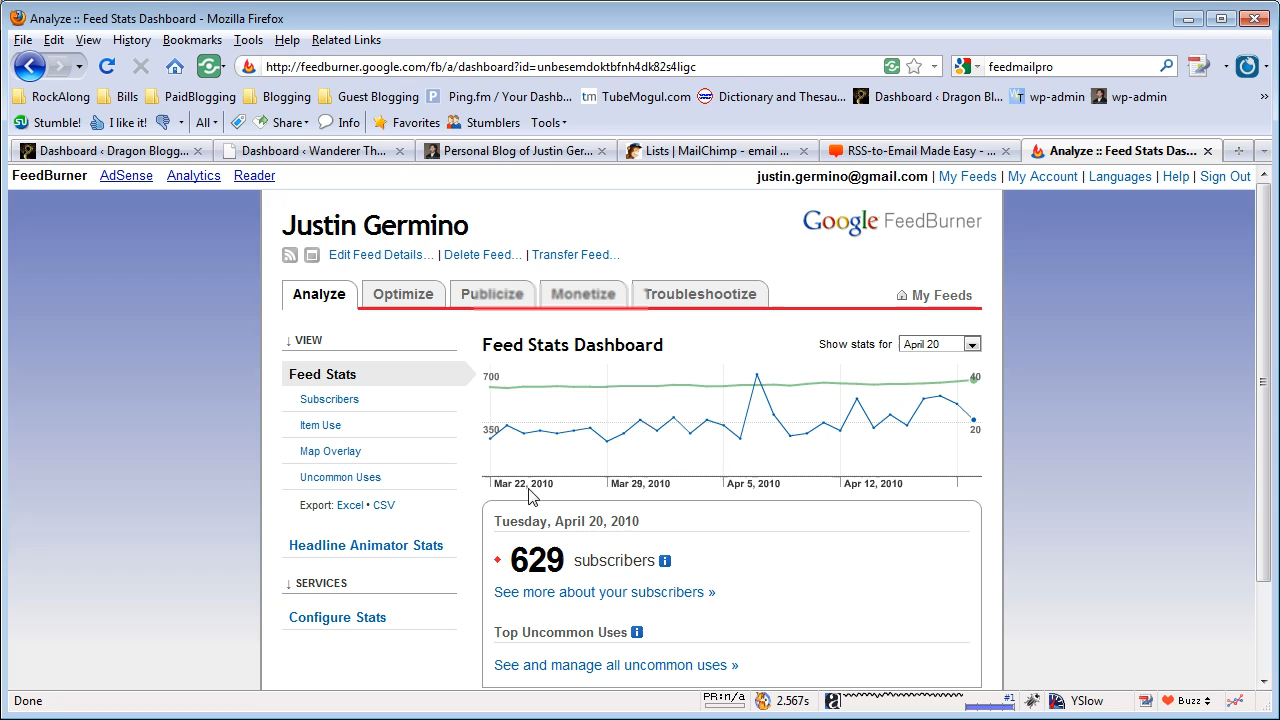 Analyze :: Feed Stats Dashboard - Mozilla Firefox
File Edit View History Bookmarks Tools Help Related Links
http://feedburner.google.com/fb/a/dashboard?id=unbesemdokbfnh4dk82s4ligc feedmailpro
RockAlong Bills PaidBlogging Blogging Guest Blogging Ping.fm / Your Dashb... TubeMogul.com Dictionary and Thesau... Dashboard ‹ Dragon Bl... wp-admin wp-admin »
Stumble! I like it! All Share Info Favorites Stumblers Tools
Dashboard ‹ Dragon Blogg... Dashboard ‹ Wanderer Th... Personal Blog of Justin Ger... Lists | MailChimp - email ... RSS-to-Email Made Easy - ... Analyze :: Feed Stats Das...
FeedBurner AdSense Analytics Reader justin.germino@gmail.com | My Feeds | My Account | Languages | Help | Sign Out
Justin Germino
Google FeedBurner
Edit Feed Details... | Delete Feed... | Transfer Feed...
Analyze Optimize Publicize Monetize Troubleshootize My Feeds
↓ VIEW
Feed Stats
Subscribers
Item Use
Map Overlay
Uncommon Uses
Export: Excel • CSV
Headline Animator Stats
↓ SERVICES
Configure Stats
Feed Stats Dashboard Show stats for April 20
700 40
350 20
Mar 22, 2010 Mar 29, 2010 Apr 5, 2010 Apr 12, 2010
Tuesday, April 20, 2010
629 subscribers
See more about your subscribers »
Top Uncommon Uses
See and manage all uncommon uses »
Done PR: n/a 2.567s #1 YSlow Buzz